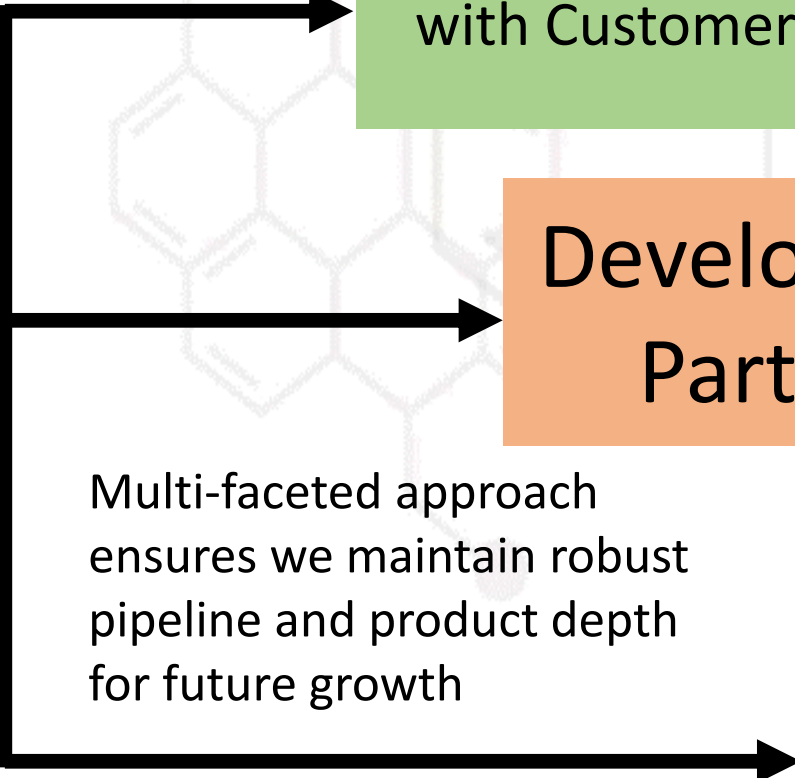 with Customer
Develo
Part
Multi-faceted approach
ensures we maintain robust
pipeline and product depth
for future growth